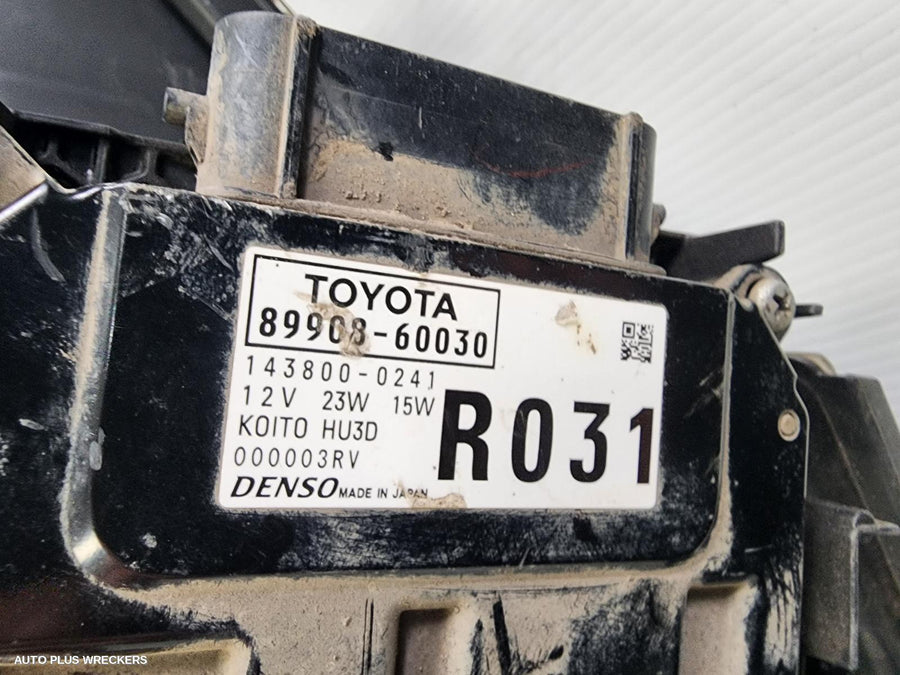 TOYOTA
89908-60030
143800-0241
12V 23W 15W
KOITO HU3D
000003RV
R031
DENSO MADE IN JAPAN
AUTO PLUS WRECKERS